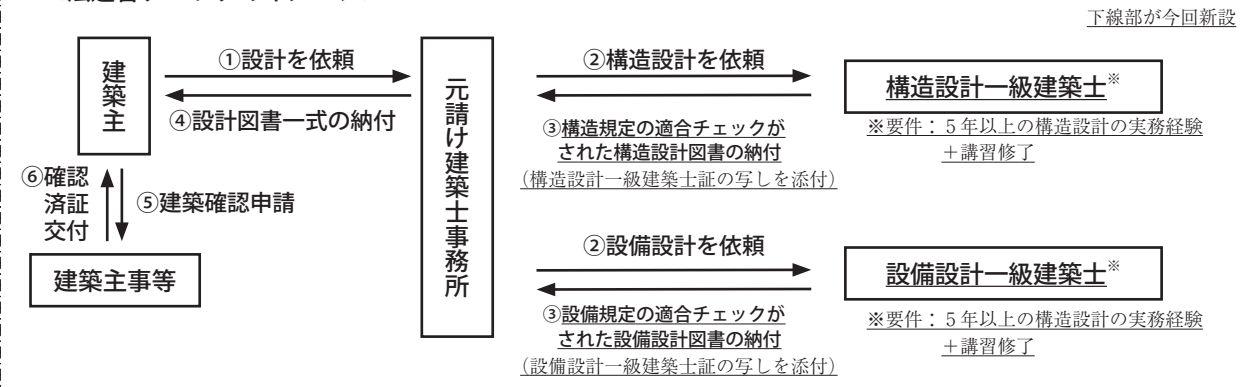 下線部が今回新設
建築主
①設計を依頼
④設計図書一式の納付
⑥確認
済証
交付
⑤建築確認申請
建築主事等
元請け建築士事務所
②構造設計を依頼
③構造規定の適合チェックが
された構造設計図書の納付
(構造設計一級建築士証の写しを添付)
構造設計一級建築士※
※要件：5年以上の構造設計の実務経験
＋講習修了
②設備設計を依頼
③設備規定の適合チェックが
された設備設計図書の納付
(設備設計一級建築士証の写しを添付)
設備設計一級建築士※
※要件：5年以上の構造設計の実務経験
＋講習修了